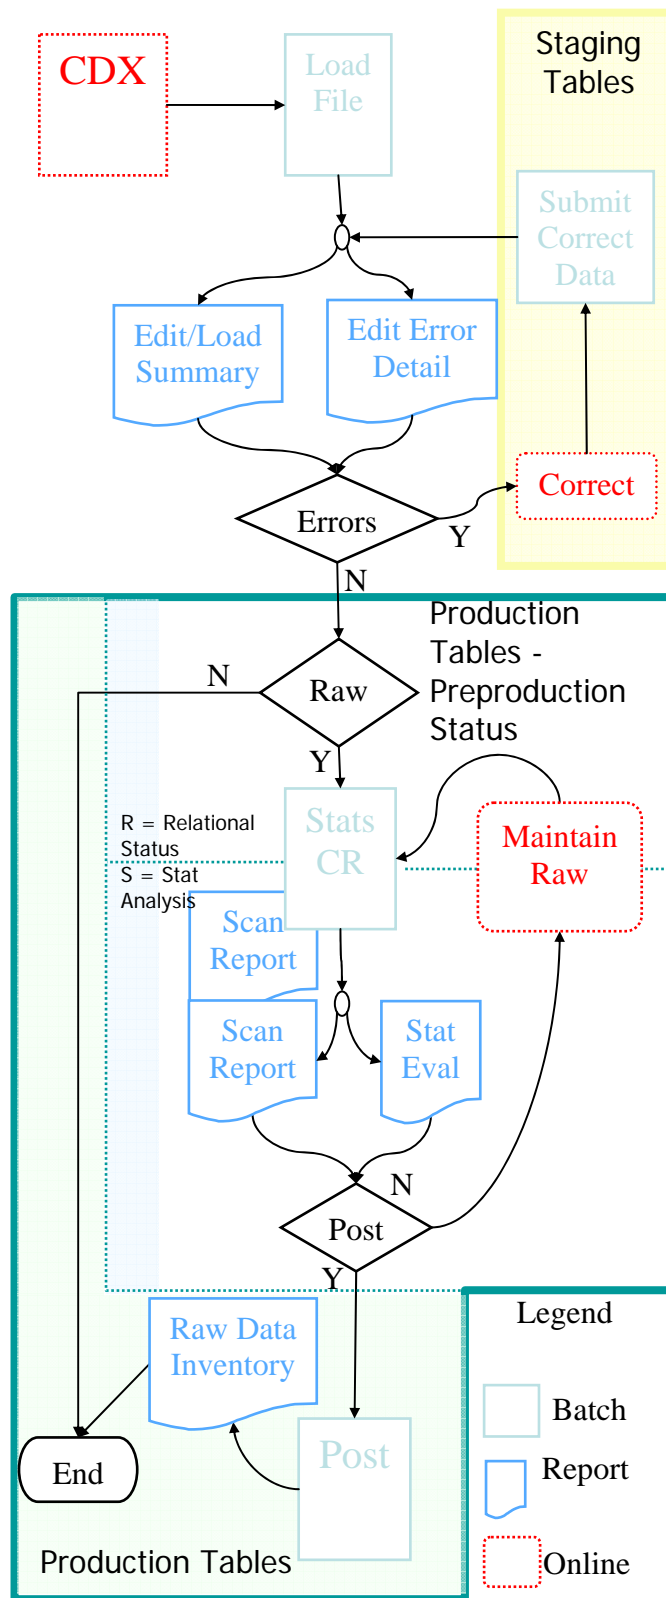 CDX
Load
File
Staging
Tables
Submit
Correct
Data
Edit/Load
Summary
Edit Error
Detail
Errors
Y
Correct
N
Production
Tables -
Preproduction
Status
N
Raw
Y
R = Relational
Status
S = Stat
Analysis
Stats
CR
Maintain
Raw
Scan
Report
Scan
Report
Stat
Eval
N
Post
Y
Raw Data
Inventory
Post
End
Production Tables
Legend
Batch
Report
Online